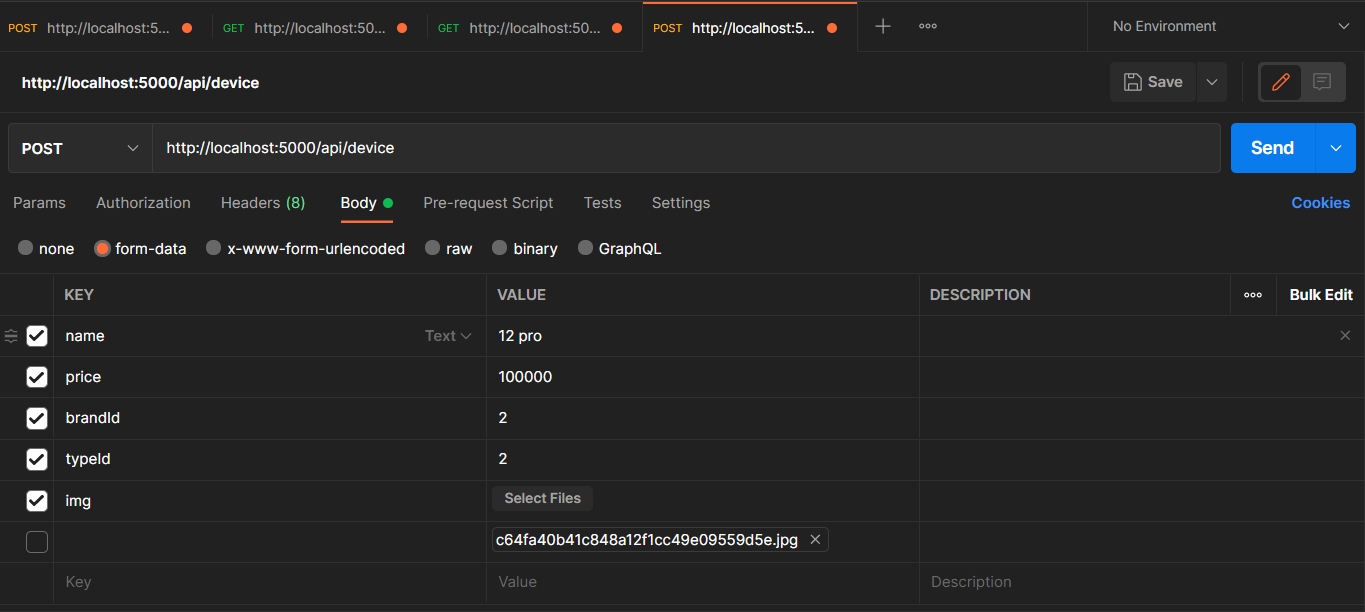 POST http://localhost:5... GET http://localhost:50... GET http://localhost:50... POST http://localhost:5... No Environment
http://localhost:5000/api/device Save
POST http://localhost:5000/api/device Send
Params Authorization Headers (8) Body Pre-request Script Tests Settings Cookies
none form-data x-www-form-urlencoded raw binary GraphQL
KEY VALUE DESCRIPTION Bulk Edit
name Text 12 pro
price 100000
brandId 2
typeId 2
img Select Files
c64fa40b41c848a12f1cc49e09559d5e.jpg
Key Value Description